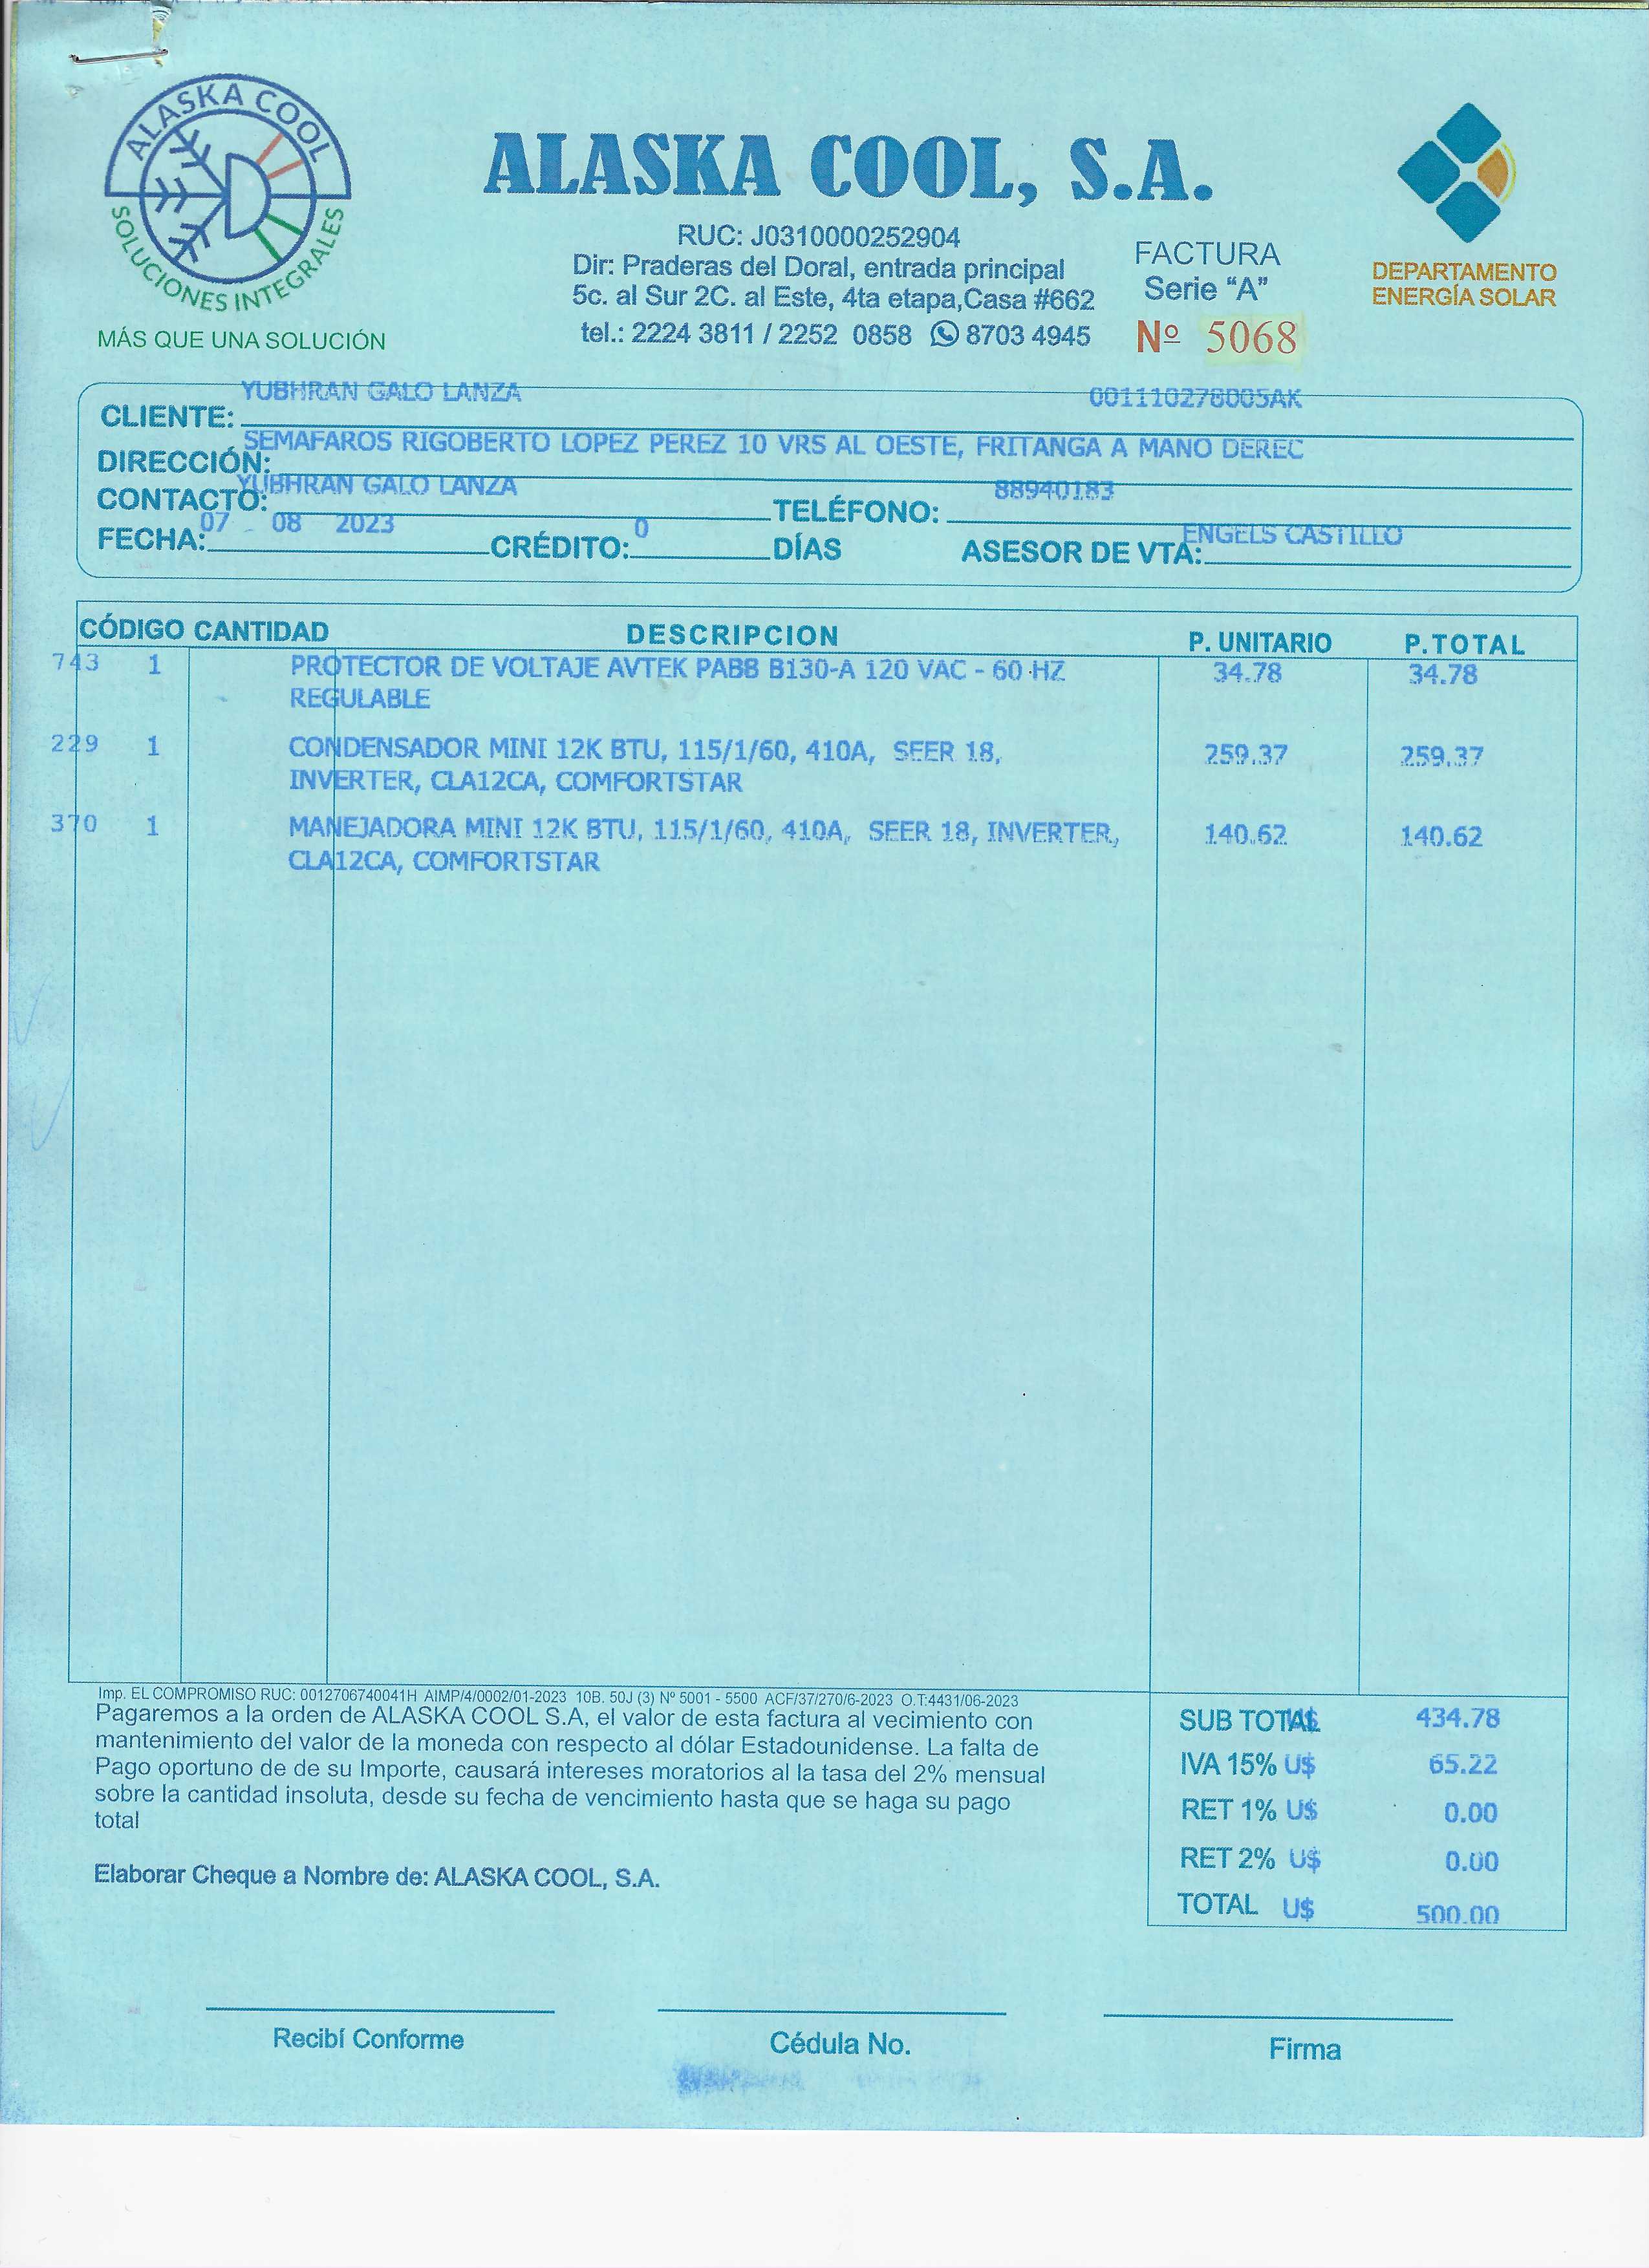 ALASKA COOL
SOLUCIONES INTEGRALES
MÁS QUE UNA SOLUCIÓN
ALASKA COOL, S.A.
RUC: J0310000252904
Dir: Praderas del Doral, entrada principal
5c. al Sur 2C. al Este, 4ta etapa,Casa #662
tel.: 2224 3811 / 2252 0858 8703 4945
FACTURA
Serie “A”
Nº 5068
DEPARTAMENTO
ENERGÍA SOLAR
CLIENTE: YUBHRAN GALO LANZA
DIRECCIÓN: SEMAFAROS RIGOBERTO LOPEZ PEREZ 10 VRS AL OESTE, FRITANGA A MANO DEREC
CONTACTO: YUBHRAN GALO LANZA TELÉFONO: 88940183
FECHA: 07 - 08 2023 CRÉDITO: 0 DÍAS ASESOR DE VTA: ENGELS CASTILLO
CÓDIGO CANTIDAD DESCRIPCION P. UNITARIO P.TOTAL
743 1 PROTECTOR DE VOLTAJE AVTEK PABB B130-A 120 VAC - 60 HZ 34.78 34.78
REGULABLE
229 1 CONDENSADOR MINI 12K BTU, 115/1/60, 410A, SEER 18, 259.37 259.37
INVERTER, CLA12CA, COMFORTSTAR
370 1 MANEJADORA MINI 12K BTU, 115/1/60, 410A, SEER 18, INVERTER, 140.62 140.62
CLA12CA, COMFORTSTAR
Imp. EL COMPROMISO RUC: 0012706740041H AIMP/4/0002/01-2023 10B. 50J (3) Nº 5001 - 5500 ACF/37/270/6-2023 O.T:4431/06-2023
Pagaremos a la orden de ALASKA COOL S.A, el valor de esta factura al vecimiento con
mantenimiento del valor de la moneda con respecto al dólar Estadounidense. La falta de
Pago oportuno de de su Importe, causará intereses moratorios al la tasa del 2% mensual
sobre la cantidad insoluta, desde su fecha de vencimiento hasta que se haga su pago
total
Elaborar Cheque a Nombre de: ALASKA COOL, S.A.
SUB TOTAL U$ 434.78
IVA 15% U$ 65.22
RET 1% U$ 0.00
RET 2% U$ 0.00
TOTAL U$ 500.00
Recibí Conforme
Cédula No.
Firma